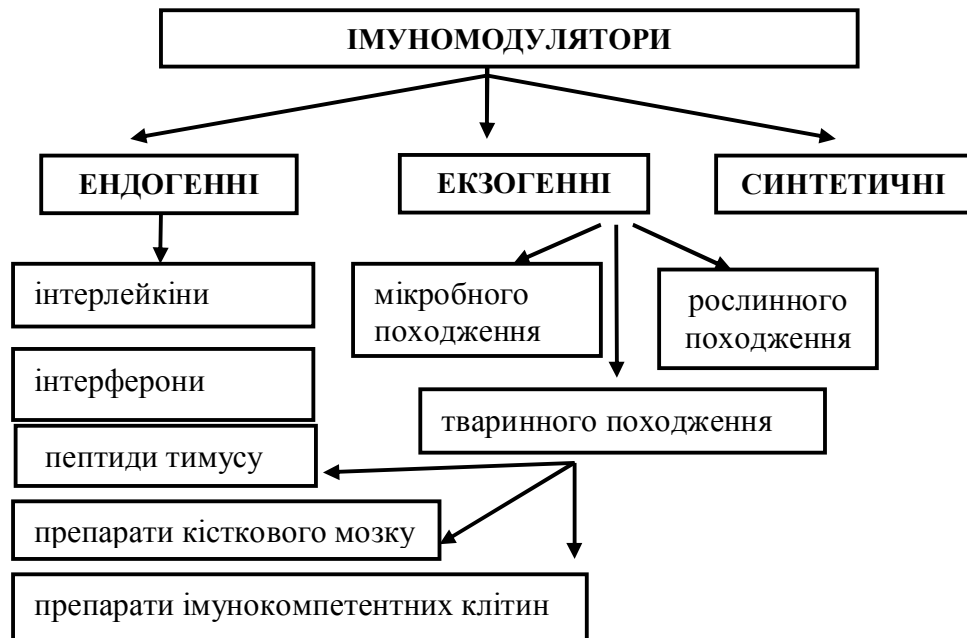 ІМУНОМОДУЛЯТОРИ
ЕНДОГЕННІ
ЕКЗОГЕННІ
СИНТЕТИЧНІ
інтерлейкіни
мікробного
походження
рослинного
походження
інтерферони
тваринного походження
пептиди тимусу
препарати кісткового мозку
препарати імунокомпетентних клітин